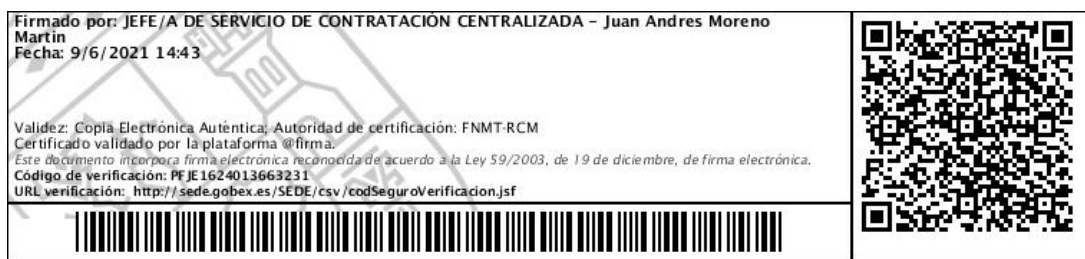 Firmado por: JEFE/A DE SERVICIO DE CONTRATACIÓN CENTRALIZADA - Juan Andres Moreno
Martin
Fecha: 9/6/2021 14:43
Validez: Copia Electrónica Auténtica; Autoridad de certificación: FNMT-RCM
Certificado validado por la plataforma @firma.
Este documento incorpora firma electrónica reconocida de acuerdo a la Ley 59/2003, de 19 de diciembre, de firma electrónica.
Código de verificación: PFJE1624013663231
URL verificación: http://sede.gobex.es/SEDE/csv/codSeguroVerificacion.jsf